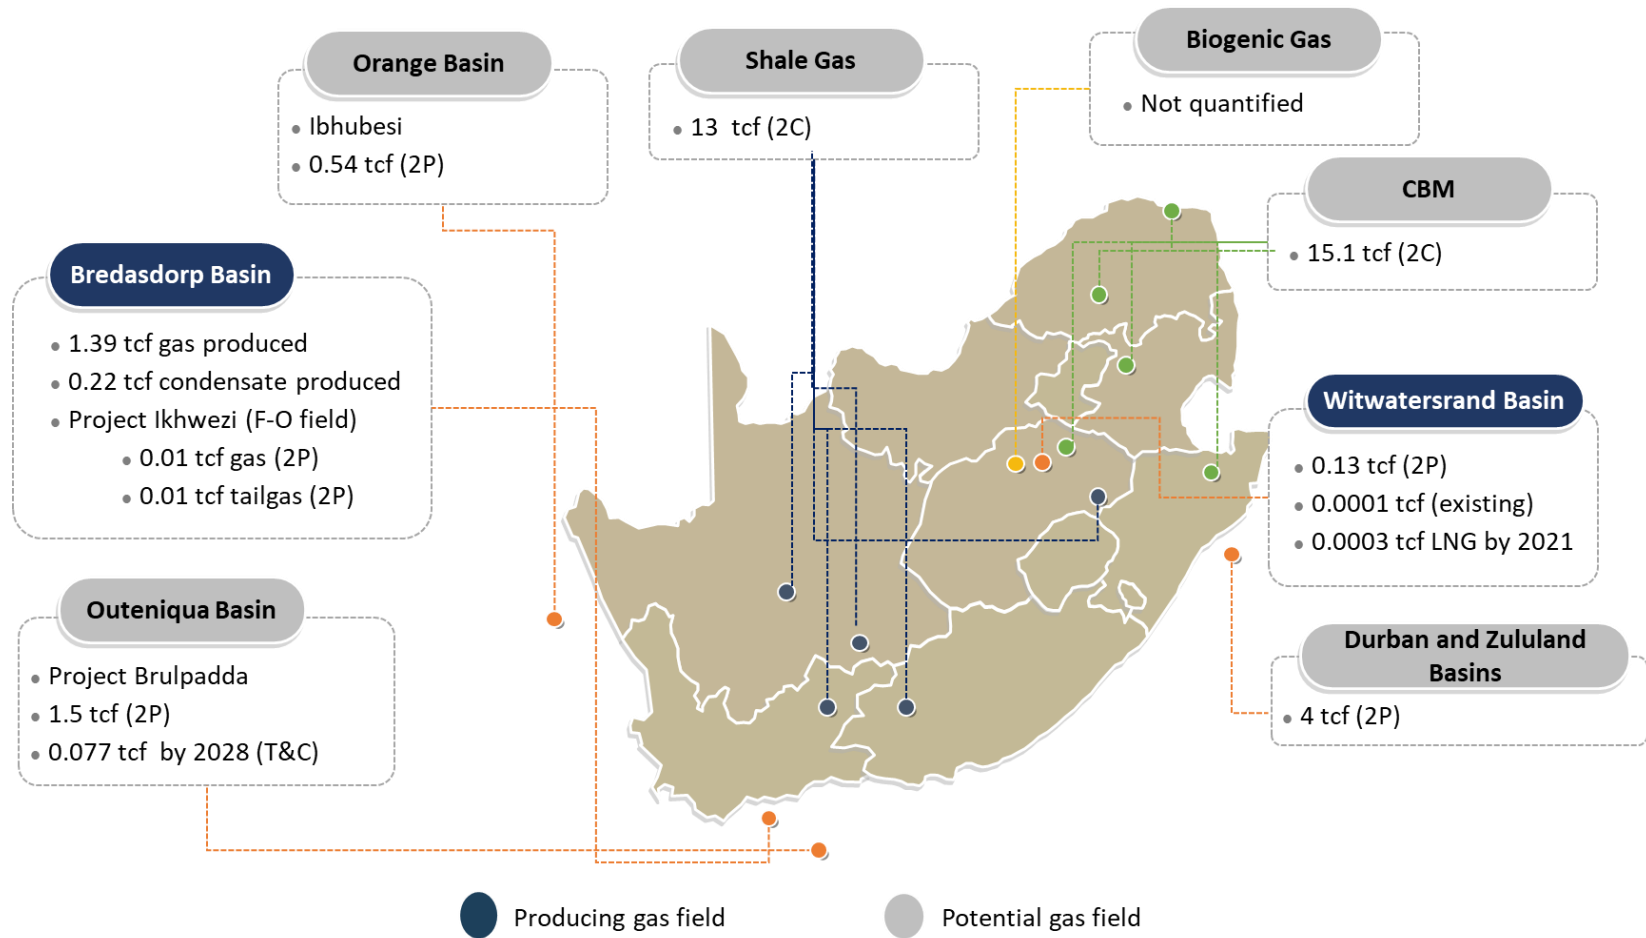 Orange Basin
• Ibhubesi
• 0.54 tcf (2P)
Shale Gas
• 13 tcf (2C)
Biogenic Gas
• Not quantified
CBM
• 15.1 tcf (2C)
Bredasdorp Basin
• 1.39 tcf gas produced
• 0.22 tcf condensate produced
• Project Ikhwezi (F-O field)
• 0.01 tcf gas (2P)
• 0.01 tcf tailgas (2P)
Witwatersrand Basin
• 0.13 tcf (2P)
• 0.0001 tcf (existing)
• 0.0003 tcf LNG by 2021
Outeniqua Basin
• Project Brulpadda
• 1.5 tcf (2P)
• 0.077 tcf by 2028 (T&C)
Durban and Zululand
Basins
• 4 tcf (2P)
Producing gas field
Potential gas field